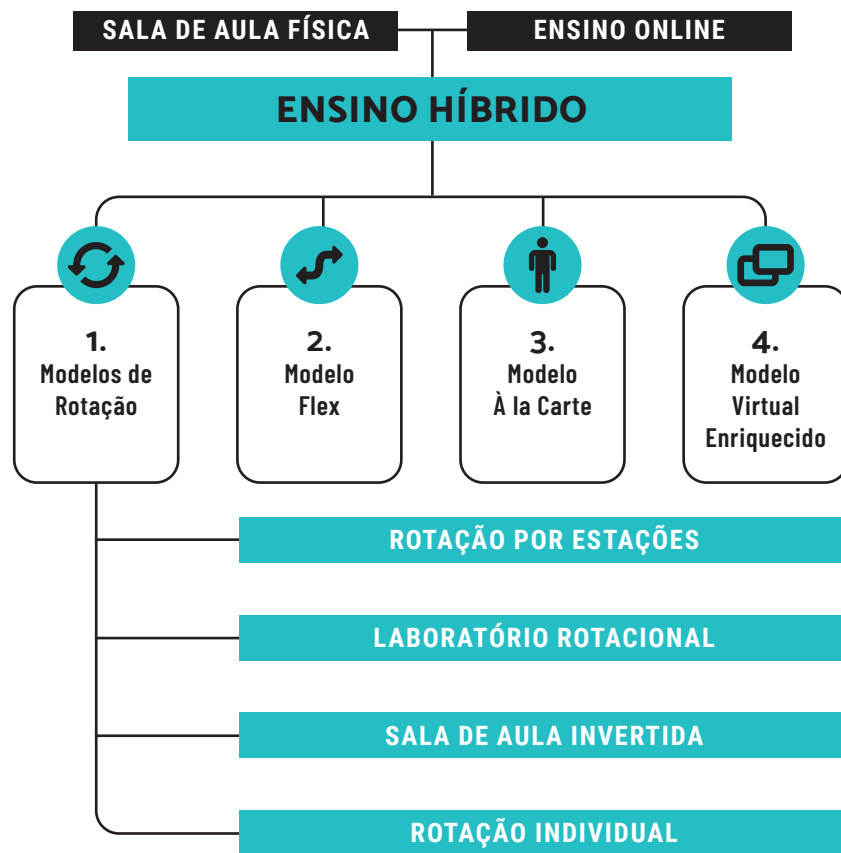 SALA DE AULA FÍSICA
ENSINO ONLINE
ENSINO HÍBRIDO
1.
Modelos de
Rotação
2.
Modelo
Flex
3.
Modelo
À la Carte
4.
Modelo
Virtual
Enriquecido
ROTAÇÃO POR ESTAÇÕES
LABORATÓRIO ROTACIONAL
SALA DE AULA INVERTIDA
ROTAÇÃO INDIVIDUAL